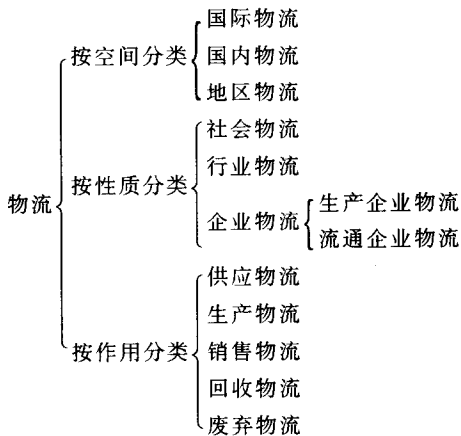 国际物流
按空间分类
国内物流
地区物流
社会物流
行业物流
按性质分类
物流
企业物流
生产企业物流
流通企业物流
供应物流
生产物流
按作用分类
销售物流
回收物流
废弃物流